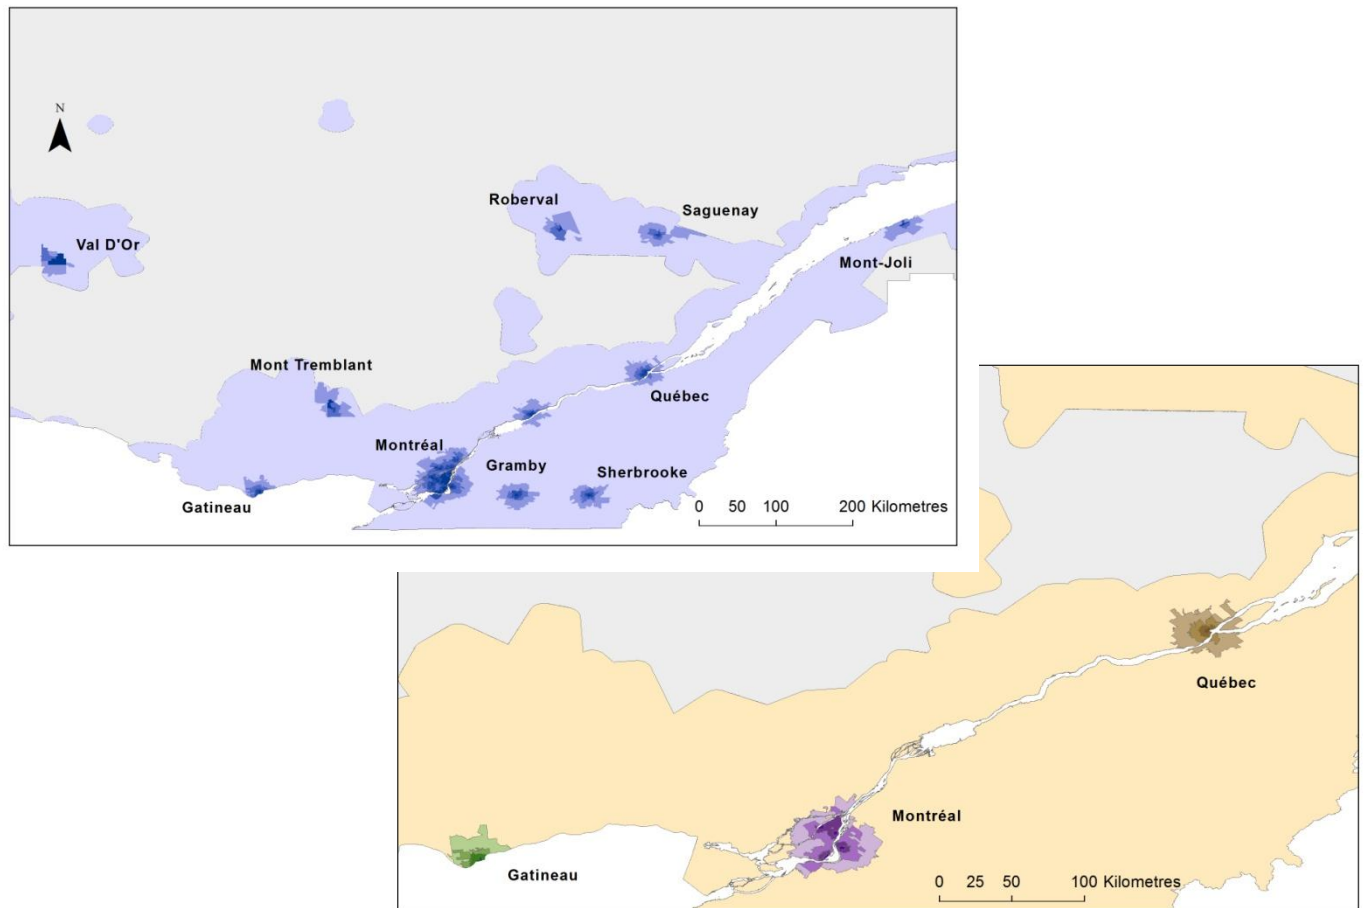 N
Roberval
Saguenay
Val D'Or
Mont-Joli
Mont Tremblant
Québec
Montréal
Gramby
Sherbrooke
Gatineau
0 50 100 200 Kilometres
Québec
Montréal
Gatineau
0 25 50 100 Kilometres